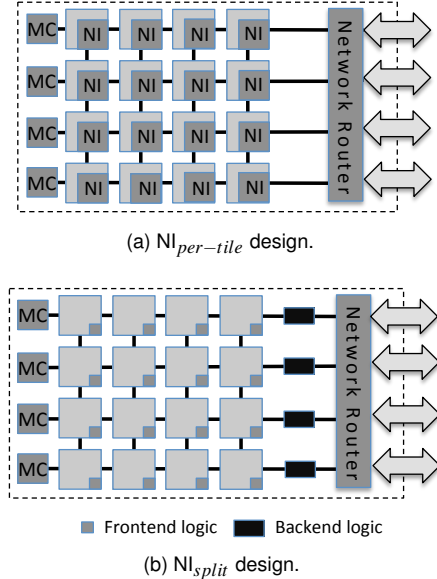 MC NI NI NI NI
MC NI NI NI NI
MC NI NI NI NI
MC NI NI NI NI
Network Router
(a) NIper−tile design.
MC
MC
MC
MC
Network Router
Frontend logic Backend logic
(b) NIsplit design.